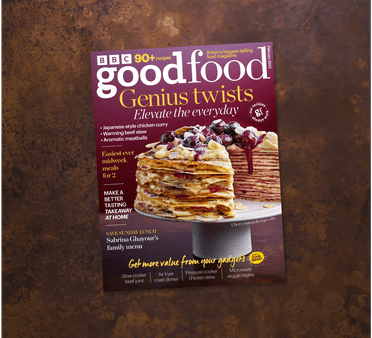 BBC
90+ recipes
Britain's biggest-selling food magazine
goodfood
Genius twists
Elevate the everyday
• Japanese-style chicken curry
• Warming beef stew
• Aromatic meatballs
Easiest ever
midweek
meals
for 2
MAKE A
BETTER
TASTING
TAKEAWAY
AT HOME
SAVE SUNDAY LUNCH
Sabrina Ghayour's
family menu
Get more value from your gadgets
Slow cooker
beef joint
Air fryer
roast dinner
Pressure cooker
chicken stew
Microwave
veggie tagine